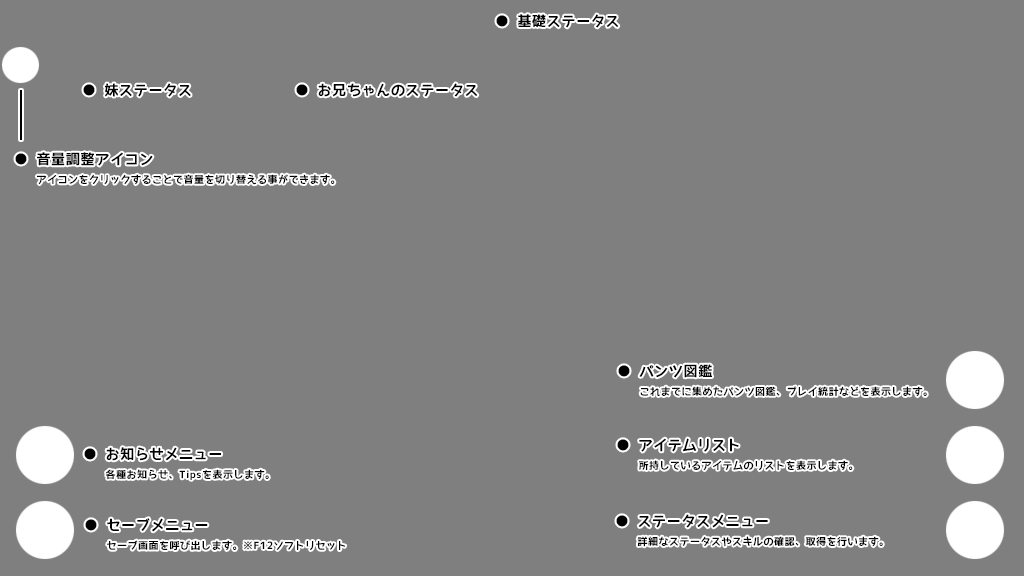 基礎ステータス
妹ステータス
お兄ちゃんのステータス
音量調整アイコン
アイコンをクリックすることで音量を切り替える事ができます。
パンツ図鑑
これまでに集めたパンツ図鑑、プレイ統計などを表示します。
お知らせメニュー
各種お知らせ、Tipsを表示します。
アイテムリスト
所持しているアイテムのリストを表示します。
セーブメニュー
セーブ画面を呼び出します。※F12ソフトリセット
ステータスメニュー
詳細なステータスやスキルの確認、取得を行います。